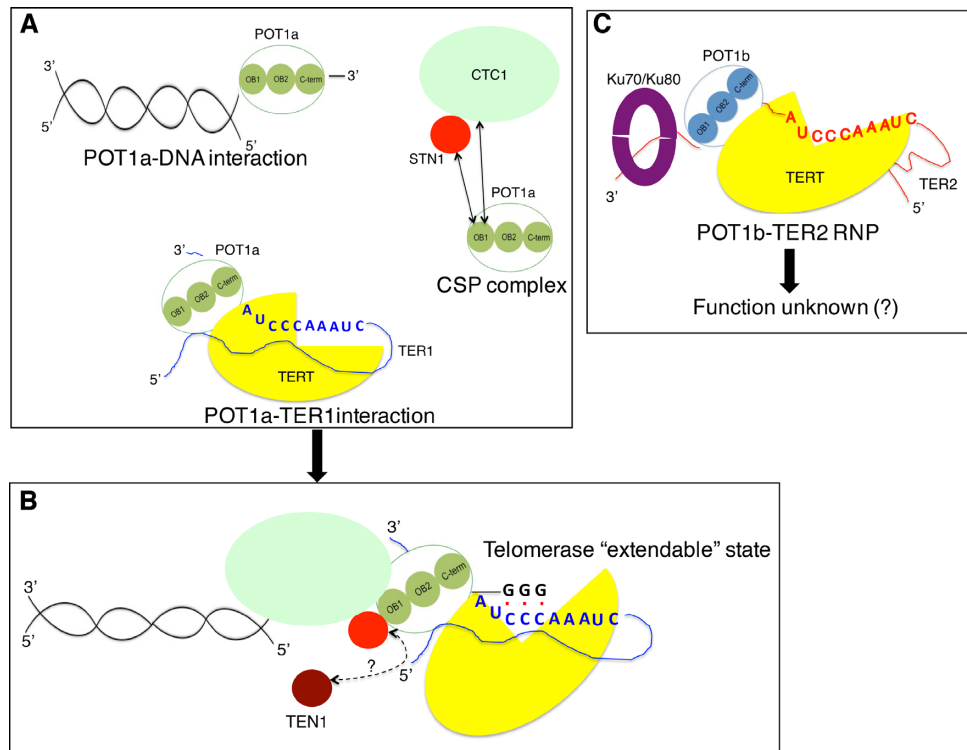 A
POT1a
3’
OB1 OB2 C-term
3’
5’
5’
POT1a-DNA interaction
CTC1
STN1
POT1a
OB1 OB2 C-term
CSP complex
3’
POT1a
OB1 OB2 C-term
A U C C C A A A U C
TER1
5’
TERT
POT1a-TER1interaction
C
POT1b
Ku70/Ku80
OB1 OB2 C-term
A U C C C A A A U C
TERT
TER2
3’
5’
POT1b-TER2 RNP
Function unknown (?)
B
3’
Telomerase “extendable” state
OB1 OB2 C-term
G G G
A U C C C A A A U C
3’
5’
5’
?
5’
TEN1